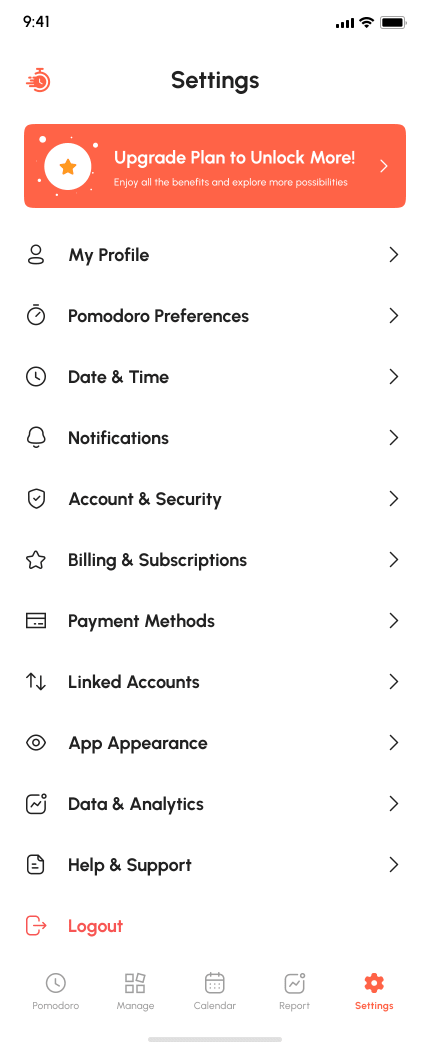 9:41
Settings
Upgrade Plan to Unlock More!
Enjoy all the benefits and explore more possibilities
My Profile
Pomodoro Preferences
Date & Time
Notifications
Account & Security
Billing & Subscriptions
Payment Methods
Linked Accounts
App Appearance
Data & Analytics
Help & Support
Logout
Pomodoro Manage Calendar Report Settings